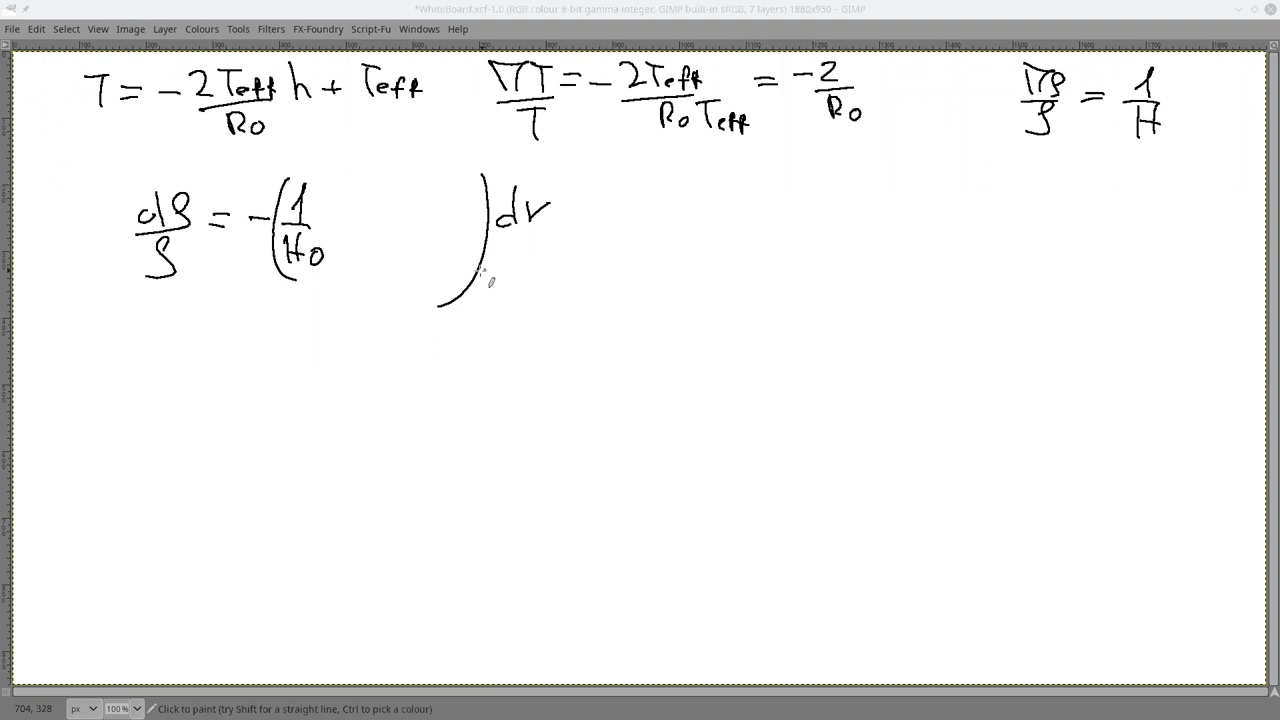 *WhiteBoard.xcf-1.0 (RGB colour 8-bit gamma integer, GIMP built-in sRGB, 7 layers) 1880x950 – GIMP
File Edit Select View Image Layer Colours Tools Filters FX-Foundry Script-Fu Windows Help
T = -2Teff/R0 h + Teff   ∇T/T = -2Teff/R0Teff = -2/R0   ∇ρ/ρ = 1/H
dρ/ρ = -(1/H0 ) dr
704, 328 px 100% Click to paint (try Shift for a straight line, Ctrl to pick a colour)